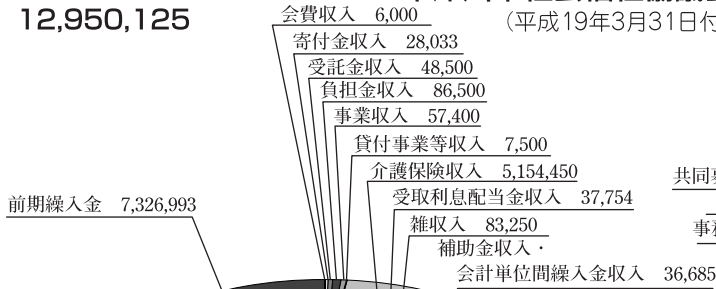 12,950,125
（平成19年3月31日付
会費収入 6,000
寄付金収入 28,033
受託金収入 48,500
負担金収入 86,500
事業収入 57,400
貸付事業等収入 7,500
介護保険収入 5,154,450
受取利息配当金収入 37,754
雑収入 83,250
補助金収入・
会計単位間繰入金収入 36,685
前期繰入金 7,326,993
共同
事務